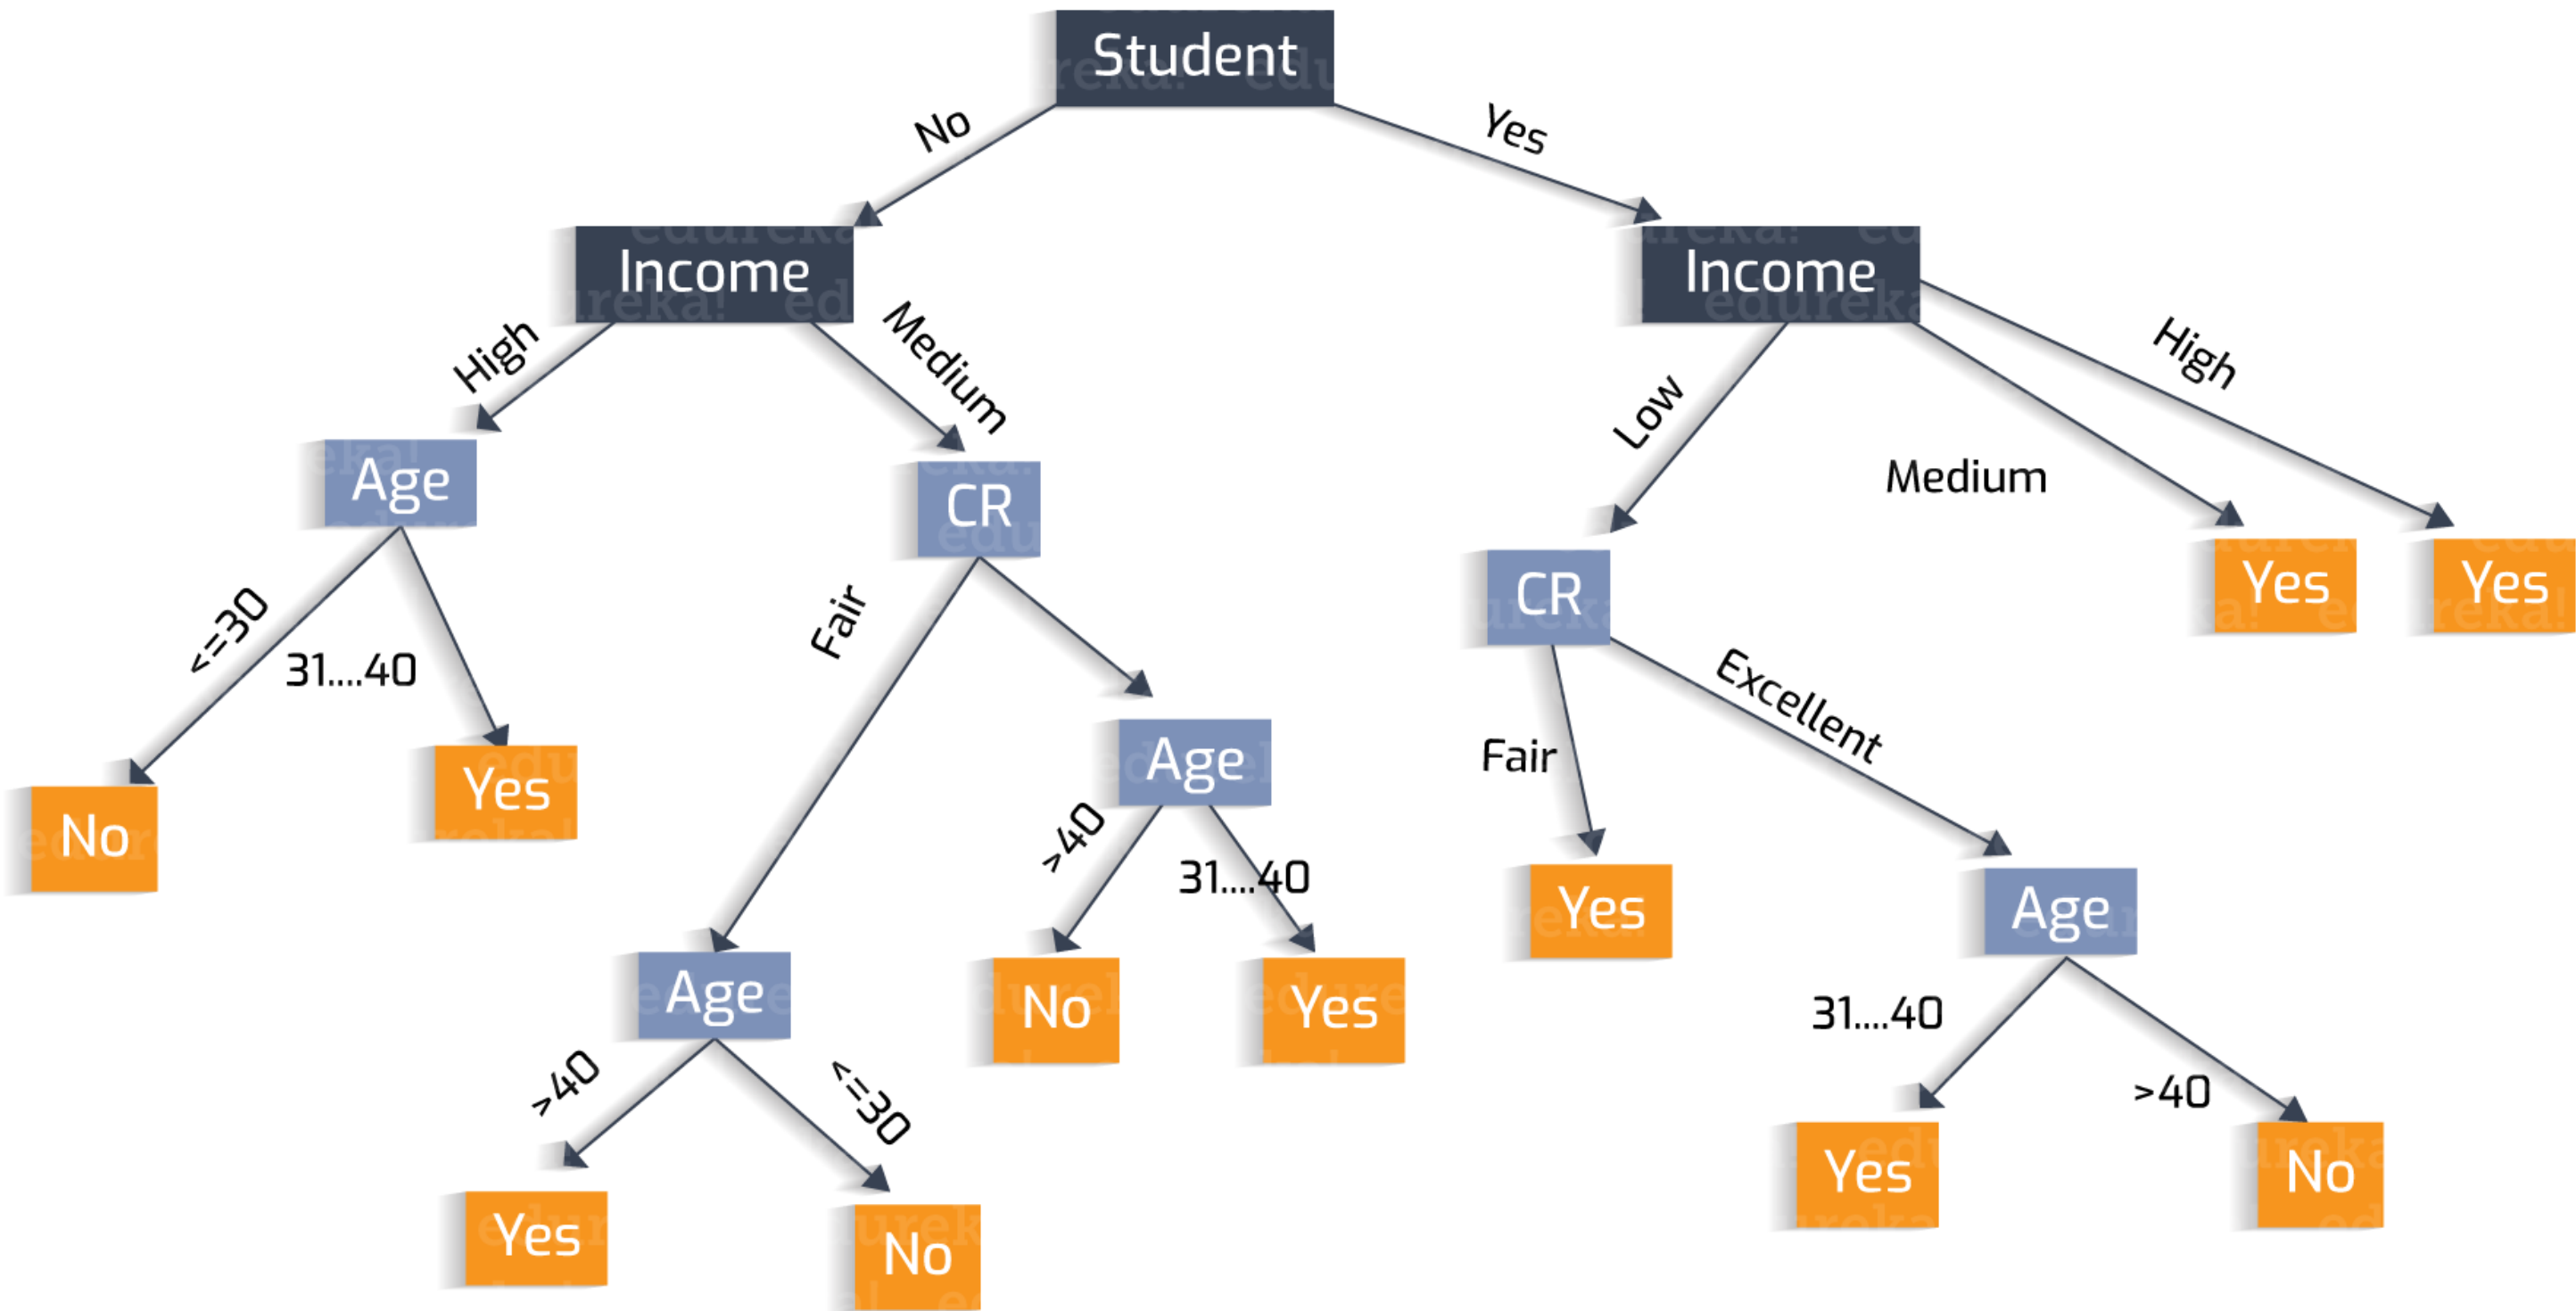 Student
No
Yes
Income
Income
High
Medium
Low
Medium
High
Age
CR
CR
Yes
Yes
<=30
31....40
Fair
Fair
Excellent
No
Yes
Age
Yes
Age
>40
31....40
Age
No
Yes
31....40
>40
>40
<=30
Yes
No
Yes
No
edureka!